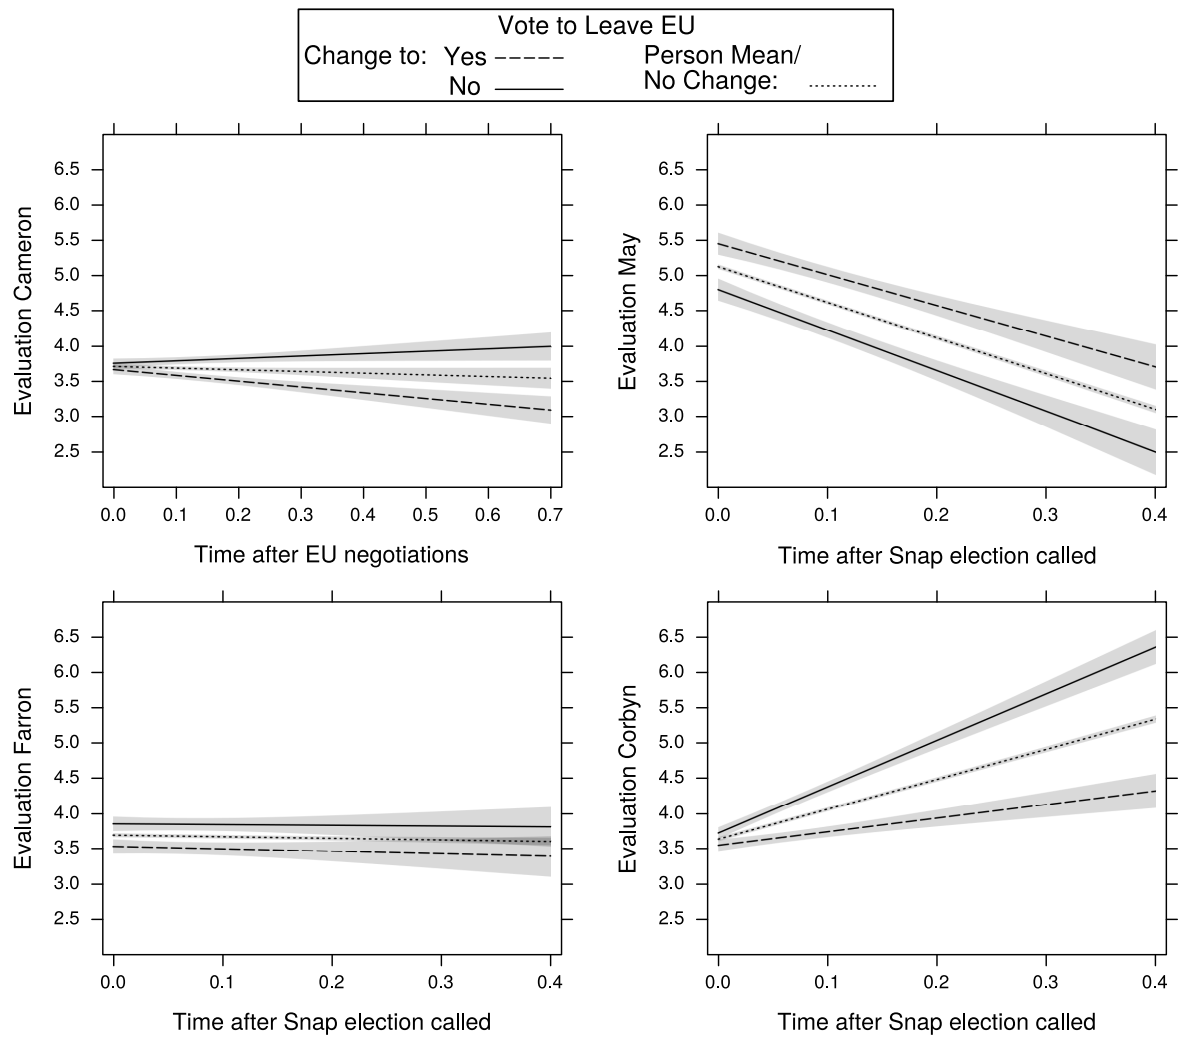 Vote to Leave EU
Change to: Yes Person Mean/
No No Change:
Evaluation Cameron
6.5
6.0
5.5
5.0
4.5
4.0
3.5
3.0
2.5
0.0 0.1 0.2 0.3 0.4 0.5 0.6 0.7
Time after EU negotiations
Evaluation May
6.5
6.0
5.5
5.0
4.5
4.0
3.5
3.0
2.5
0.0 0.1 0.2 0.3 0.4
Time after Snap election called
Evaluation Farron
6.5
6.0
5.5
5.0
4.5
4.0
3.5
3.0
2.5
0.0 0.1 0.2 0.3 0.4
Time after Snap election called
Evaluation Corbyn
6.5
6.0
5.5
5.0
4.5
4.0
3.5
3.0
2.5
0.0 0.1 0.2 0.3 0.4
Time after Snap election called